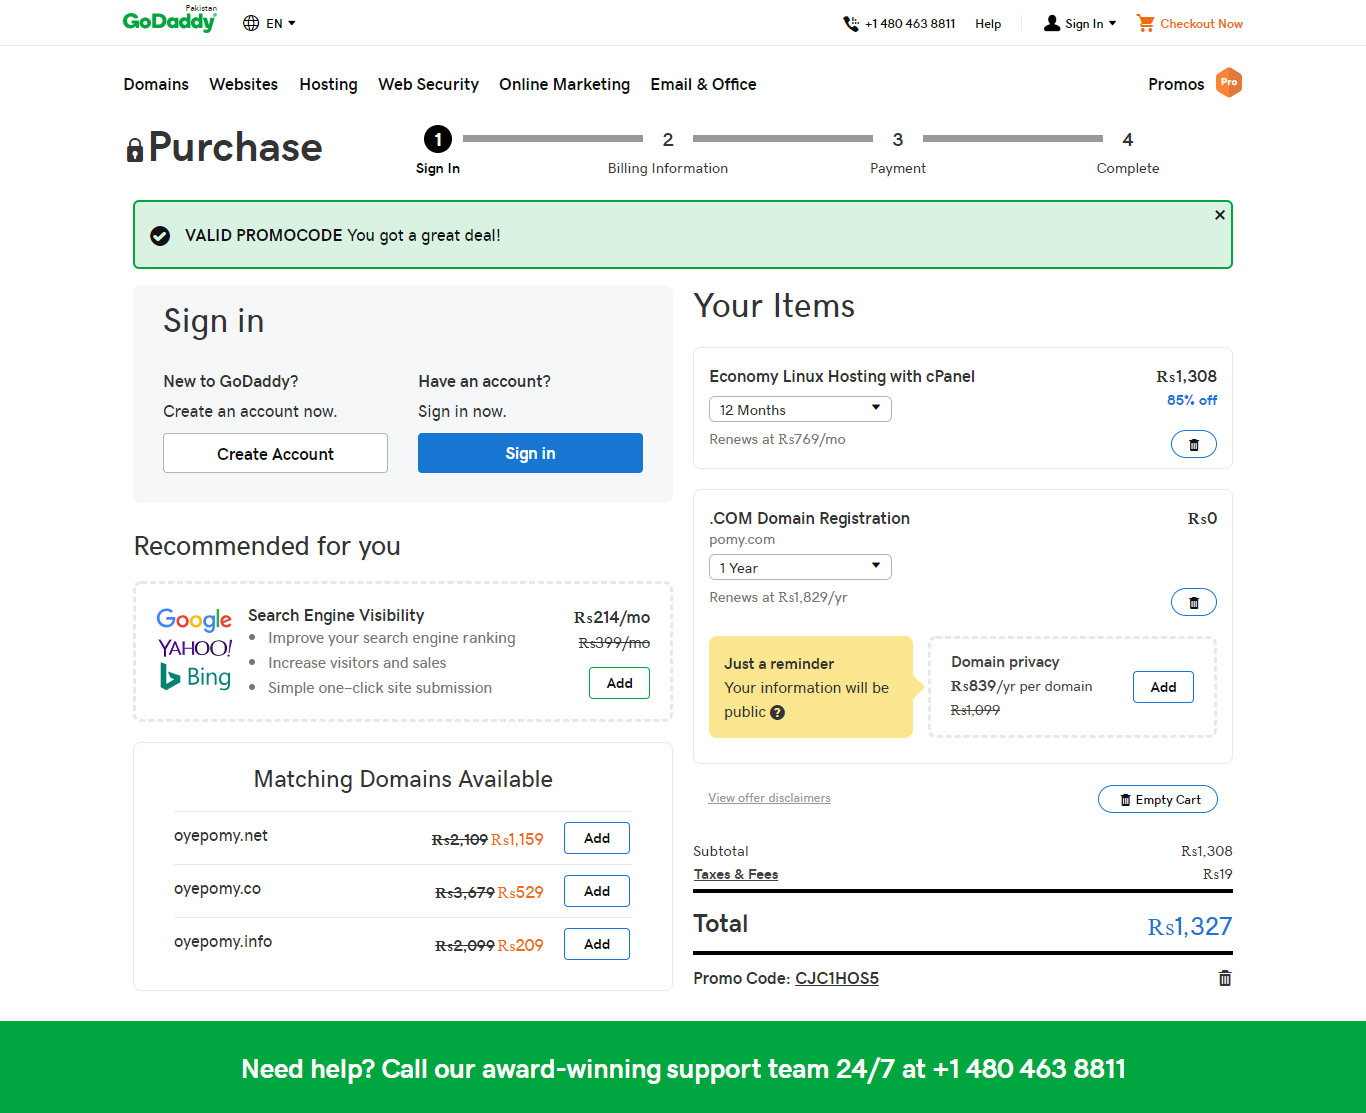 GoDaddy
Pakistan
EN
+1 480 463 8811
Help
Sign In
Checkout Now
Domains
Websites
Hosting
Web Security
Online Marketing
Email & Office
Promos
Pro
Purchase
1
2
3
4
Sign In
Billing Information
Payment
Complete
VALID PROMOCODE You got a great deal!
Sign in
New to GoDaddy?
Create an account now.
Create Account
Have an account?
Sign in now.
Sign in
Recommended for you
Google
YAHOO!
Bing
Search Engine Visibility
• Improve your search engine ranking
• Increase visitors and sales
• Simple one-click site submission
Rs214/mo
Rs399/mo
Add
Matching Domains Available
oyepomy.net Rs2,109 Rs1,159 Add
oyepomy.co Rs3,679 Rs529 Add
oyepomy.info Rs2,099 Rs209 Add
Your Items
Economy Linux Hosting with cPanel Rs1,308
85% off
12 Months
Renews at Rs769/mo
.COM Domain Registration Rs0
pomy.com
1 Year
Renews at Rs1,829/yr
Just a reminder
Your information will be
public ?
Domain privacy
Rs839/yr per domain
Rs1,099
Add
View offer disclaimers
Empty Cart
Subtotal Rs1,308
Taxes & Fees Rs19
Total Rs1,327
Promo Code: CJC1HOS5
Need help? Call our award-winning support team 24/7 at +1 480 463 8811